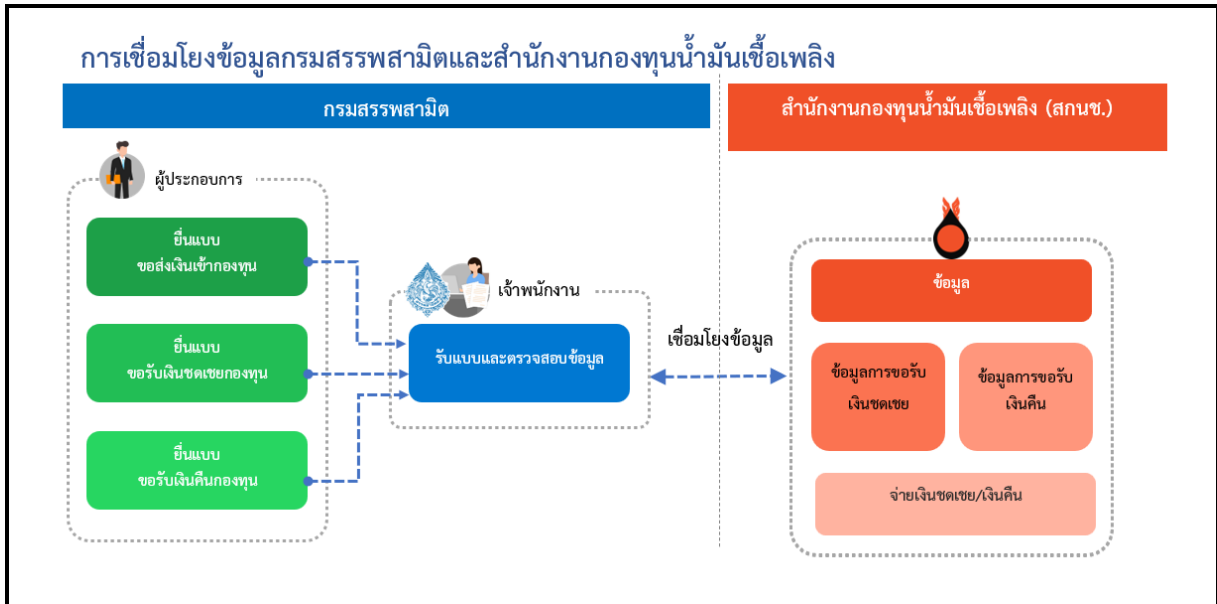 การเชื่อมโยงข้อมูลกรมสรรพสามิตและสำนักงานกองทุนน้ำมันเชื้อเพลิง
กรมสรรพสามิต
สำนักงานกองทุนน้ำมันเชื้อเพลิง (สกนช.)
ผู้ประกอบการ
ยื่นแบบ
ขอส่งเงินเข้ากองทุน
ยื่นแบบ
ขอรับเงินชดเชยกองทุน
ยื่นแบบ
ขอรับเงินคืนกองทุน
เจ้าพนักงาน
รับแบบและตรวจสอบข้อมูล
เชื่อมโยงข้อมูล
ข้อมูล
ข้อมูลการขอรับ
เงินชดเชย
ข้อมูลการขอรับ
เงินคืน
จ่ายเงินชดเชย/เงินคืน